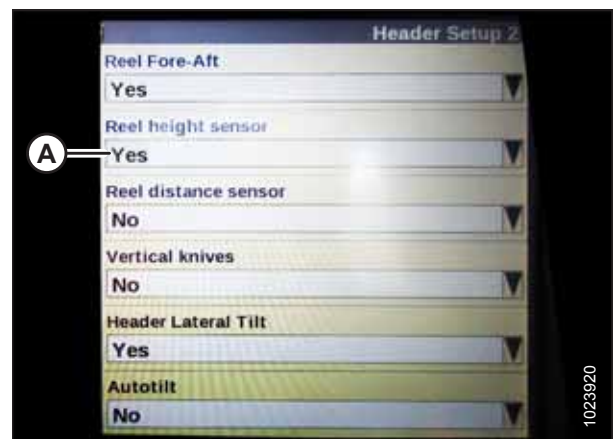 Header Setup 2
Reel Fore-Aft
Yes
Reel height sensor
A
Yes
Reel distance sensor
No
Vertical knives
No
Header Lateral Tilt
Yes
Autotilt
No
1023920